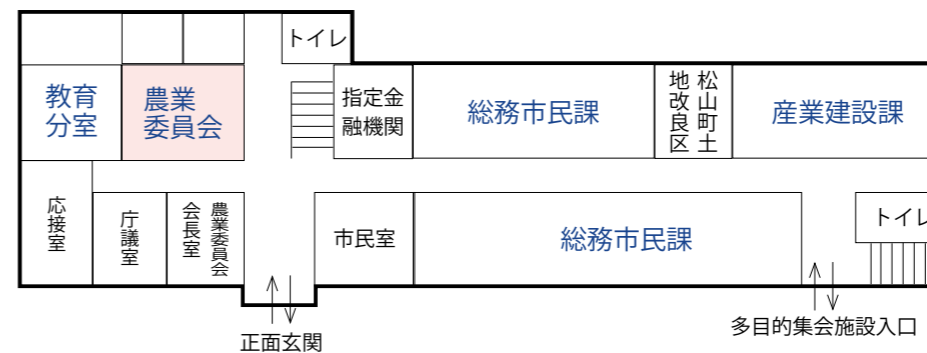 トイレ
教育
分室
農業
委員会
指定金
融機関
総務市民課
松山町土
地改良区
産業建設課
応接室
庁議室
農業委員会
会長室
市民室
総務市民課
トイレ
正面玄関
多目的集会施設入口